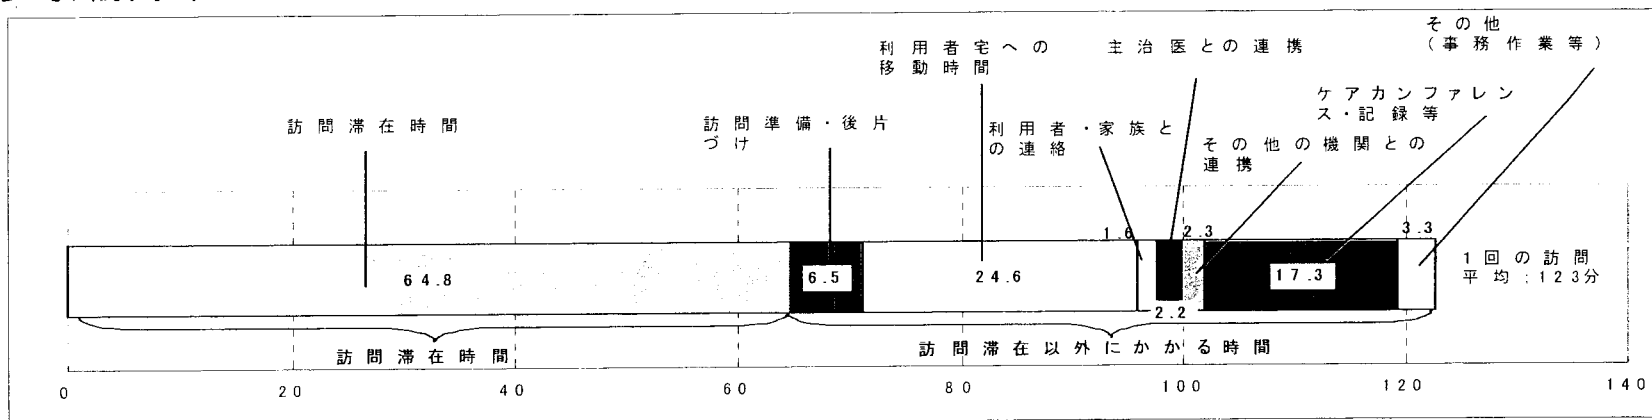 その他
(事務作業等)
利用者宅への
移動時間
主治医との連携
ケアカンファレン
ス・記録等
訪問滞在時間
訪問準備・後片
づけ
利用者・家族と
の連絡
その他の機関との
連携
1.6
2.3
3.3
64.8
6.5
24.6
17.3
2.2
1回の訪問
平均:123分
訪問滞在時間
訪問滞在以外にかかる時間
0 20 40 60 80 100 120 140